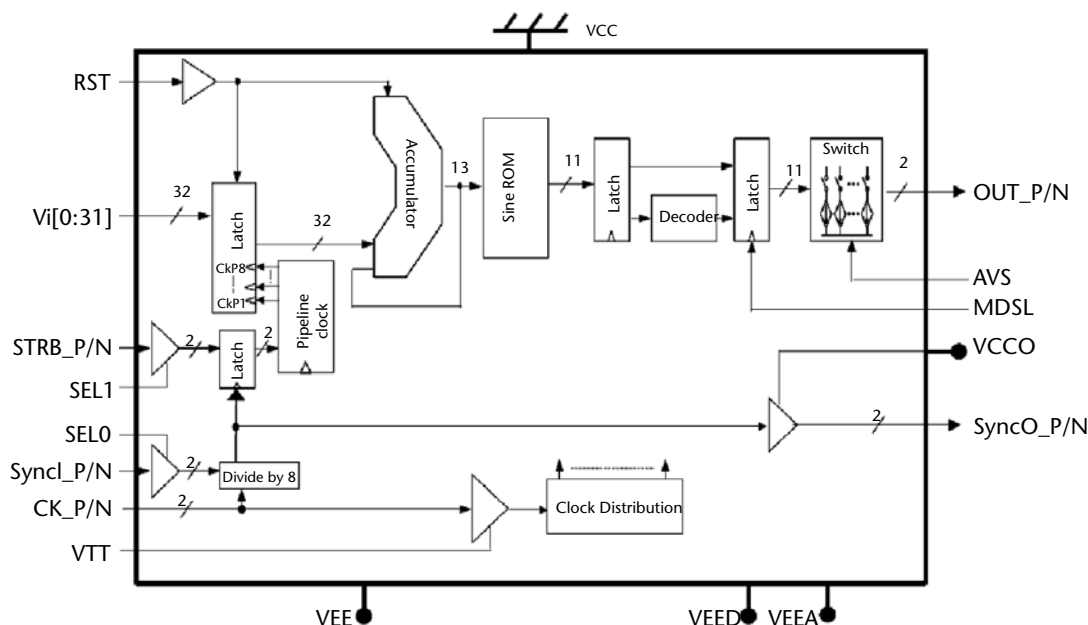 VCC
RST
Accumulator
Sine ROM
13
11
Latch
Decoder
Latch
11
Switch
2
OUT_P/N
32
Vi[0:31]
Latch
32
CkP8
CkP1
Pipeline clock
AVS
MDSL
STRB_P/N
2
Latch
2
VCCO
SEL1
SEL0
SyncI_P/N
2
Divide by 8
2
SyncO_P/N
CK_P/N
2
Clock Distribution
VTT
VEE
VEED
VEEA